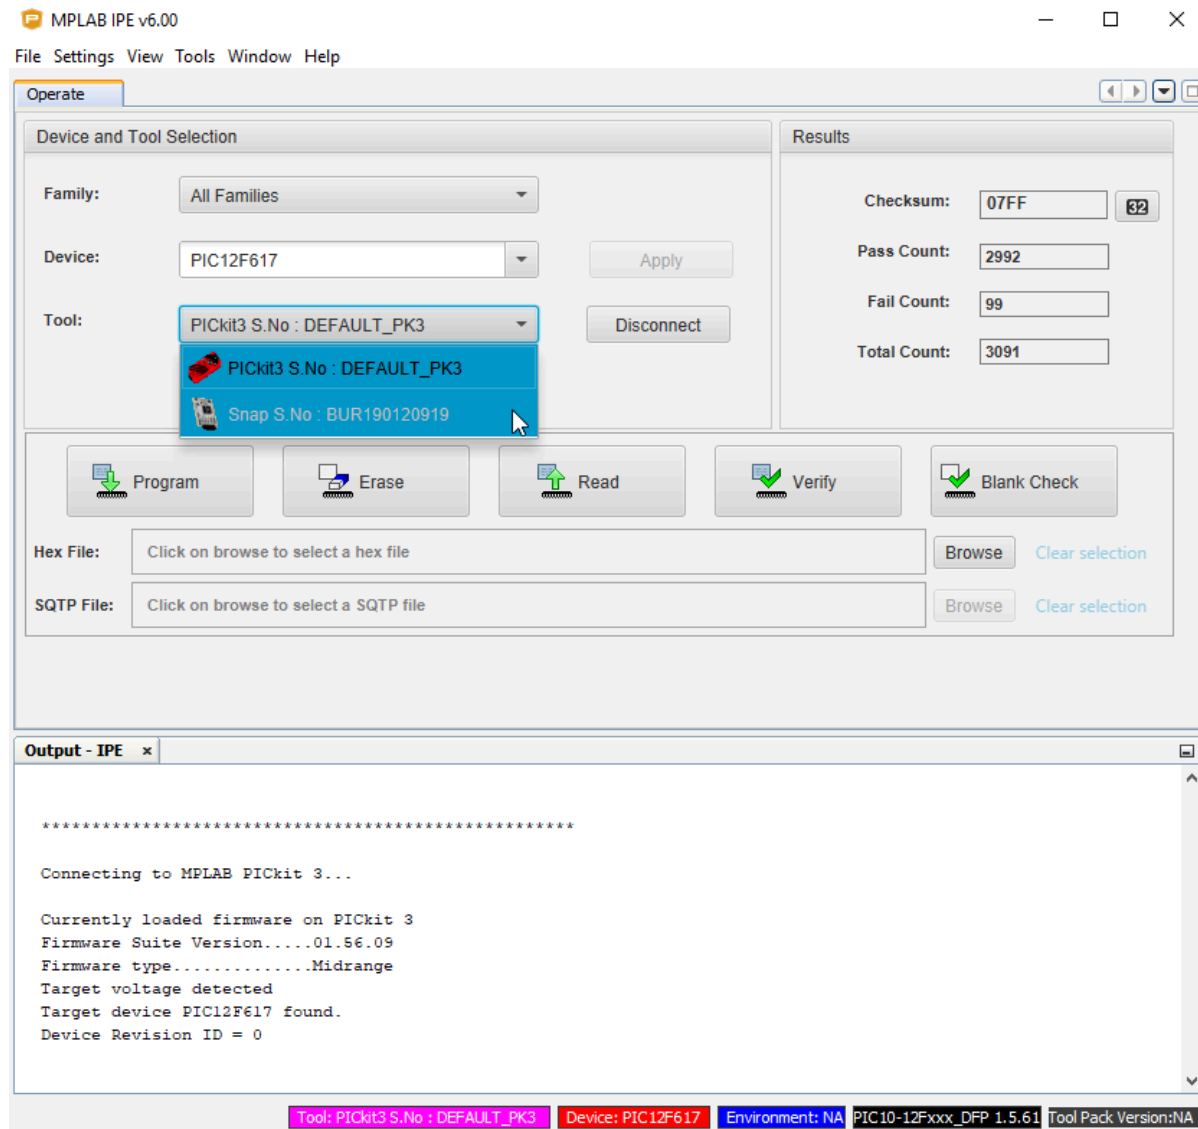 MPLAB IPE v6.00
File Settings View Tools Window Help
Operate
Device and Tool Selection
Results
Family: All Families
Checksum: 07FF 32
Device: PIC12F617 Apply
Pass Count: 2992
Fail Count: 99
Tool: PICkit3 S.No : DEFAULT_PK3 Disconnect
Total Count: 3091
PICkit3 S.No : DEFAULT_PK3
Snap S.No : BUR190120919
Program Erase Read Verify Blank Check
Hex File: Click on browse to select a hex file Browse Clear selection
SQTP File: Click on browse to select a SQTP file Browse Clear selection
Output - IPE x
*****************************************************
Connecting to MPLAB PICkit 3...
Currently loaded firmware on PICkit 3
Firmware Suite Version.....01.56.09
Firmware type..............Midrange
Target voltage detected
Target device PIC12F617 found.
Device Revision ID = 0
Tool: PICkit3 S.No : DEFAULT_PK3 Device: PIC12F617 Environment: NA PIC10-12Fxxx_DFP 1.5.61 Tool Pack Version:NA